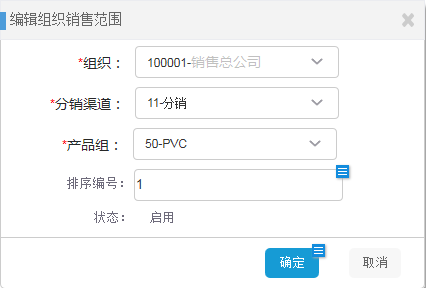 编辑组织销售范围
*组织： 100001-销售总公司
*分销渠道： 11-分销
*产品组： 50-PVC
排序编号： 1
状态： 启用
确定 取消